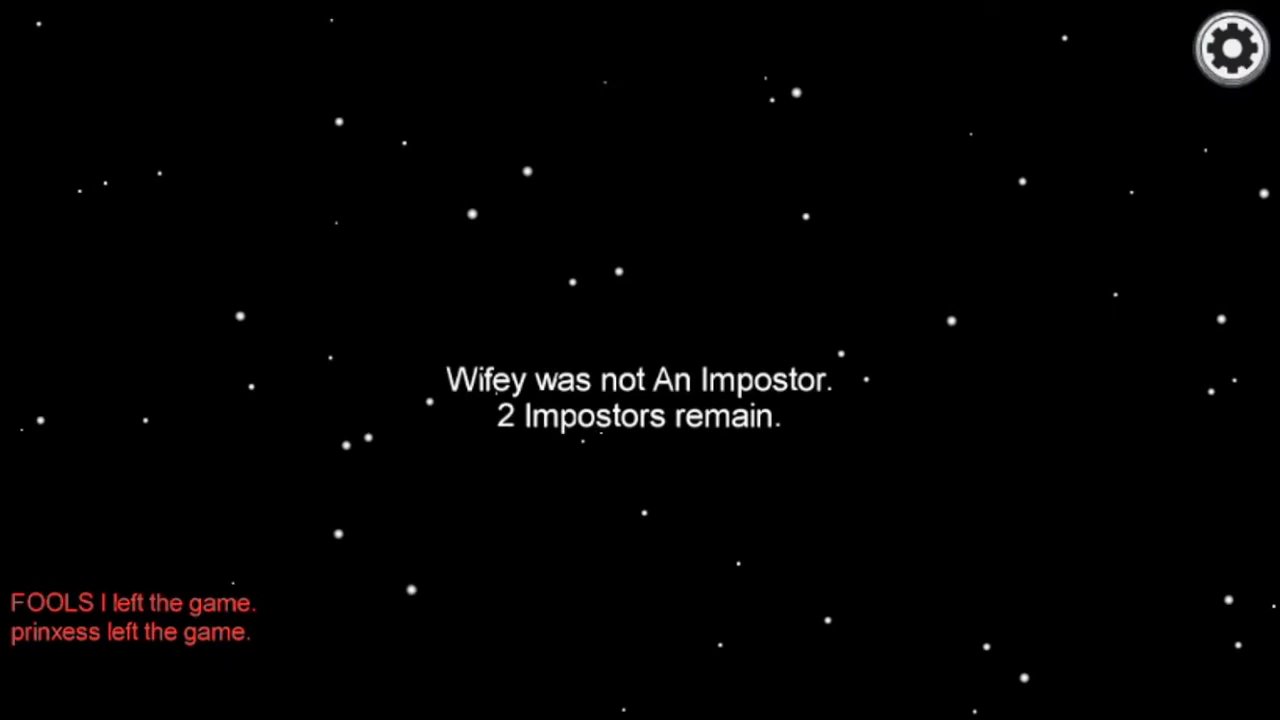 Wifey was not An Impostor.
2 Impostors remain.
FOOLS I left the game.
prinxess left the game.